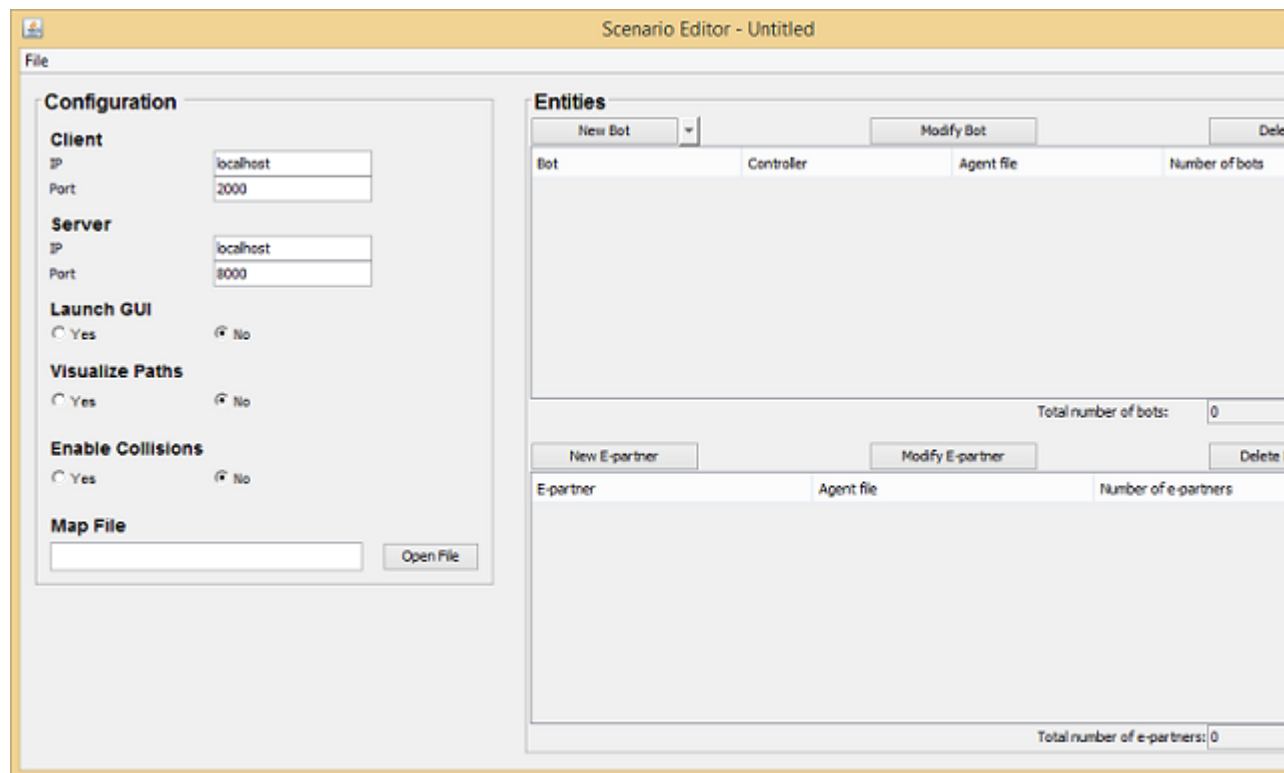 Scenario Editor - Untitled
File
Configuration
Client
IP localhost
Port 2000
Server
IP localhost
Port 8000
Launch GUI
Yes No
Visualize Paths
Yes No
Enable Collisions
Yes No
Map File
Open File
Entities
New Bot Modify Bot Dele
Bot Controller Agent file Number of bots
Total number of bots: 0
New E-partner Modify E-partner Delete
E-partner Agent file Number of e-partners
Total number of e-partners: 0